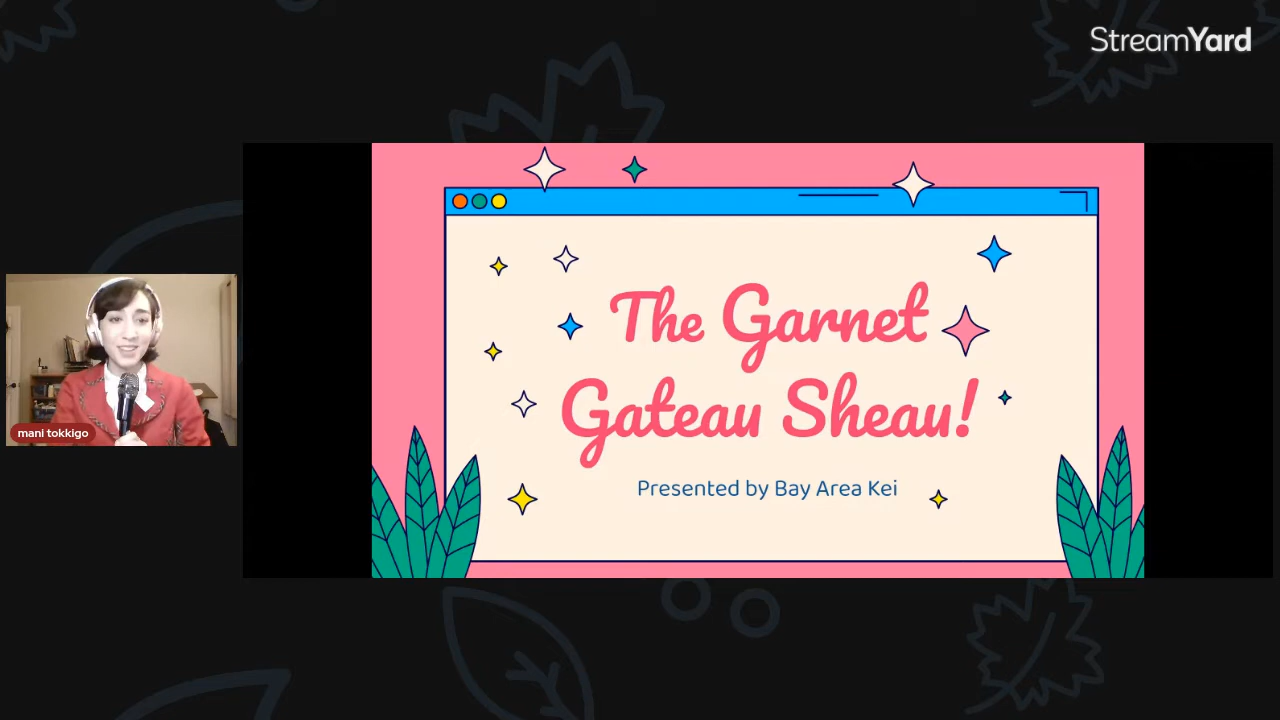 StreamYard
The Garnet
Gateau Sheau!
Presented by Bay Area Kei
mani tokkigo